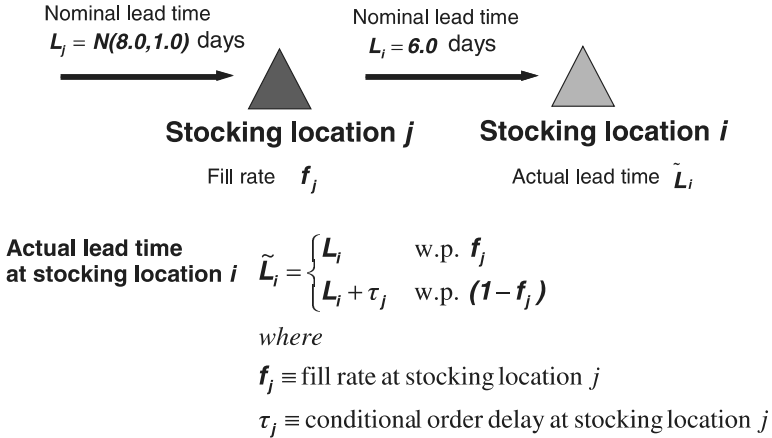 Nominal lead time
L_j = N(8.0,1.0) days
Nominal lead time
L_i = 6.0 days
Stocking location j
Stocking location i
Fill rate f_j
Actual lead time L̃_i
Actual lead time
at stocking location i
L̃_i = { L_i w.p. f_j
L_i + τ_j w.p. (1 – f_j)
where
f_j ≡ fill rate at stocking location j
τ_j ≡ conditional order delay at stocking location j